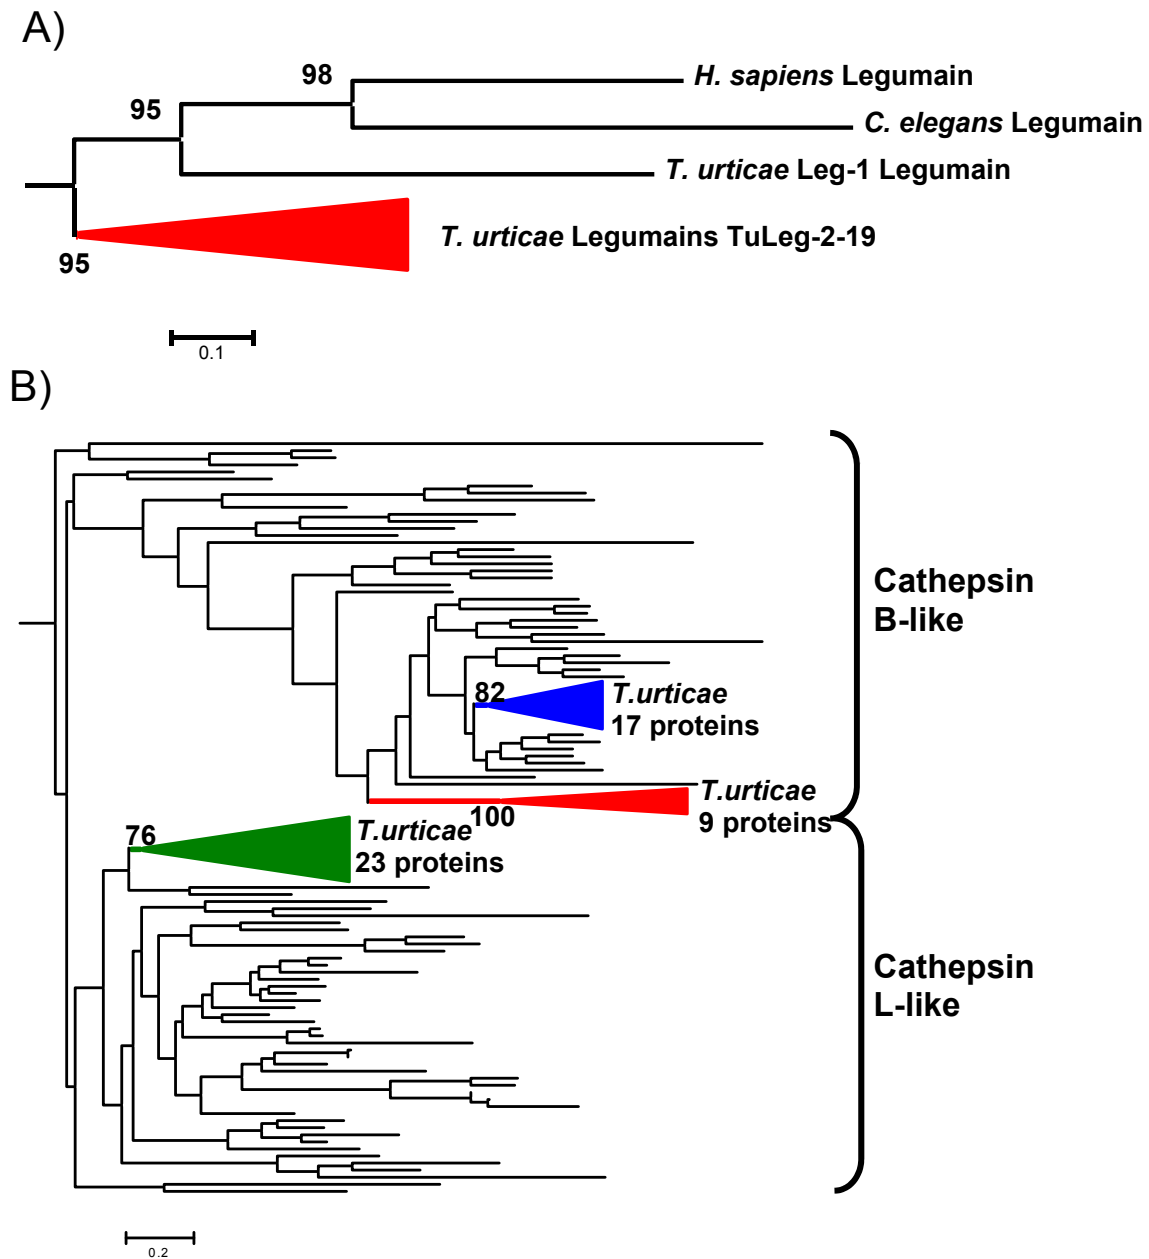 A)
98
H. sapiens Legumain
95
C. elegans Legumain
T. urticae Leg-1 Legumain
T. urticae Legumains TuLeg-2-19
95
0.1
B)
Cathepsin
B-like
82
T.urticae
17 proteins
T.urticae
9 proteins
100
76
T.urticae
23 proteins
Cathepsin
L-like
0.2